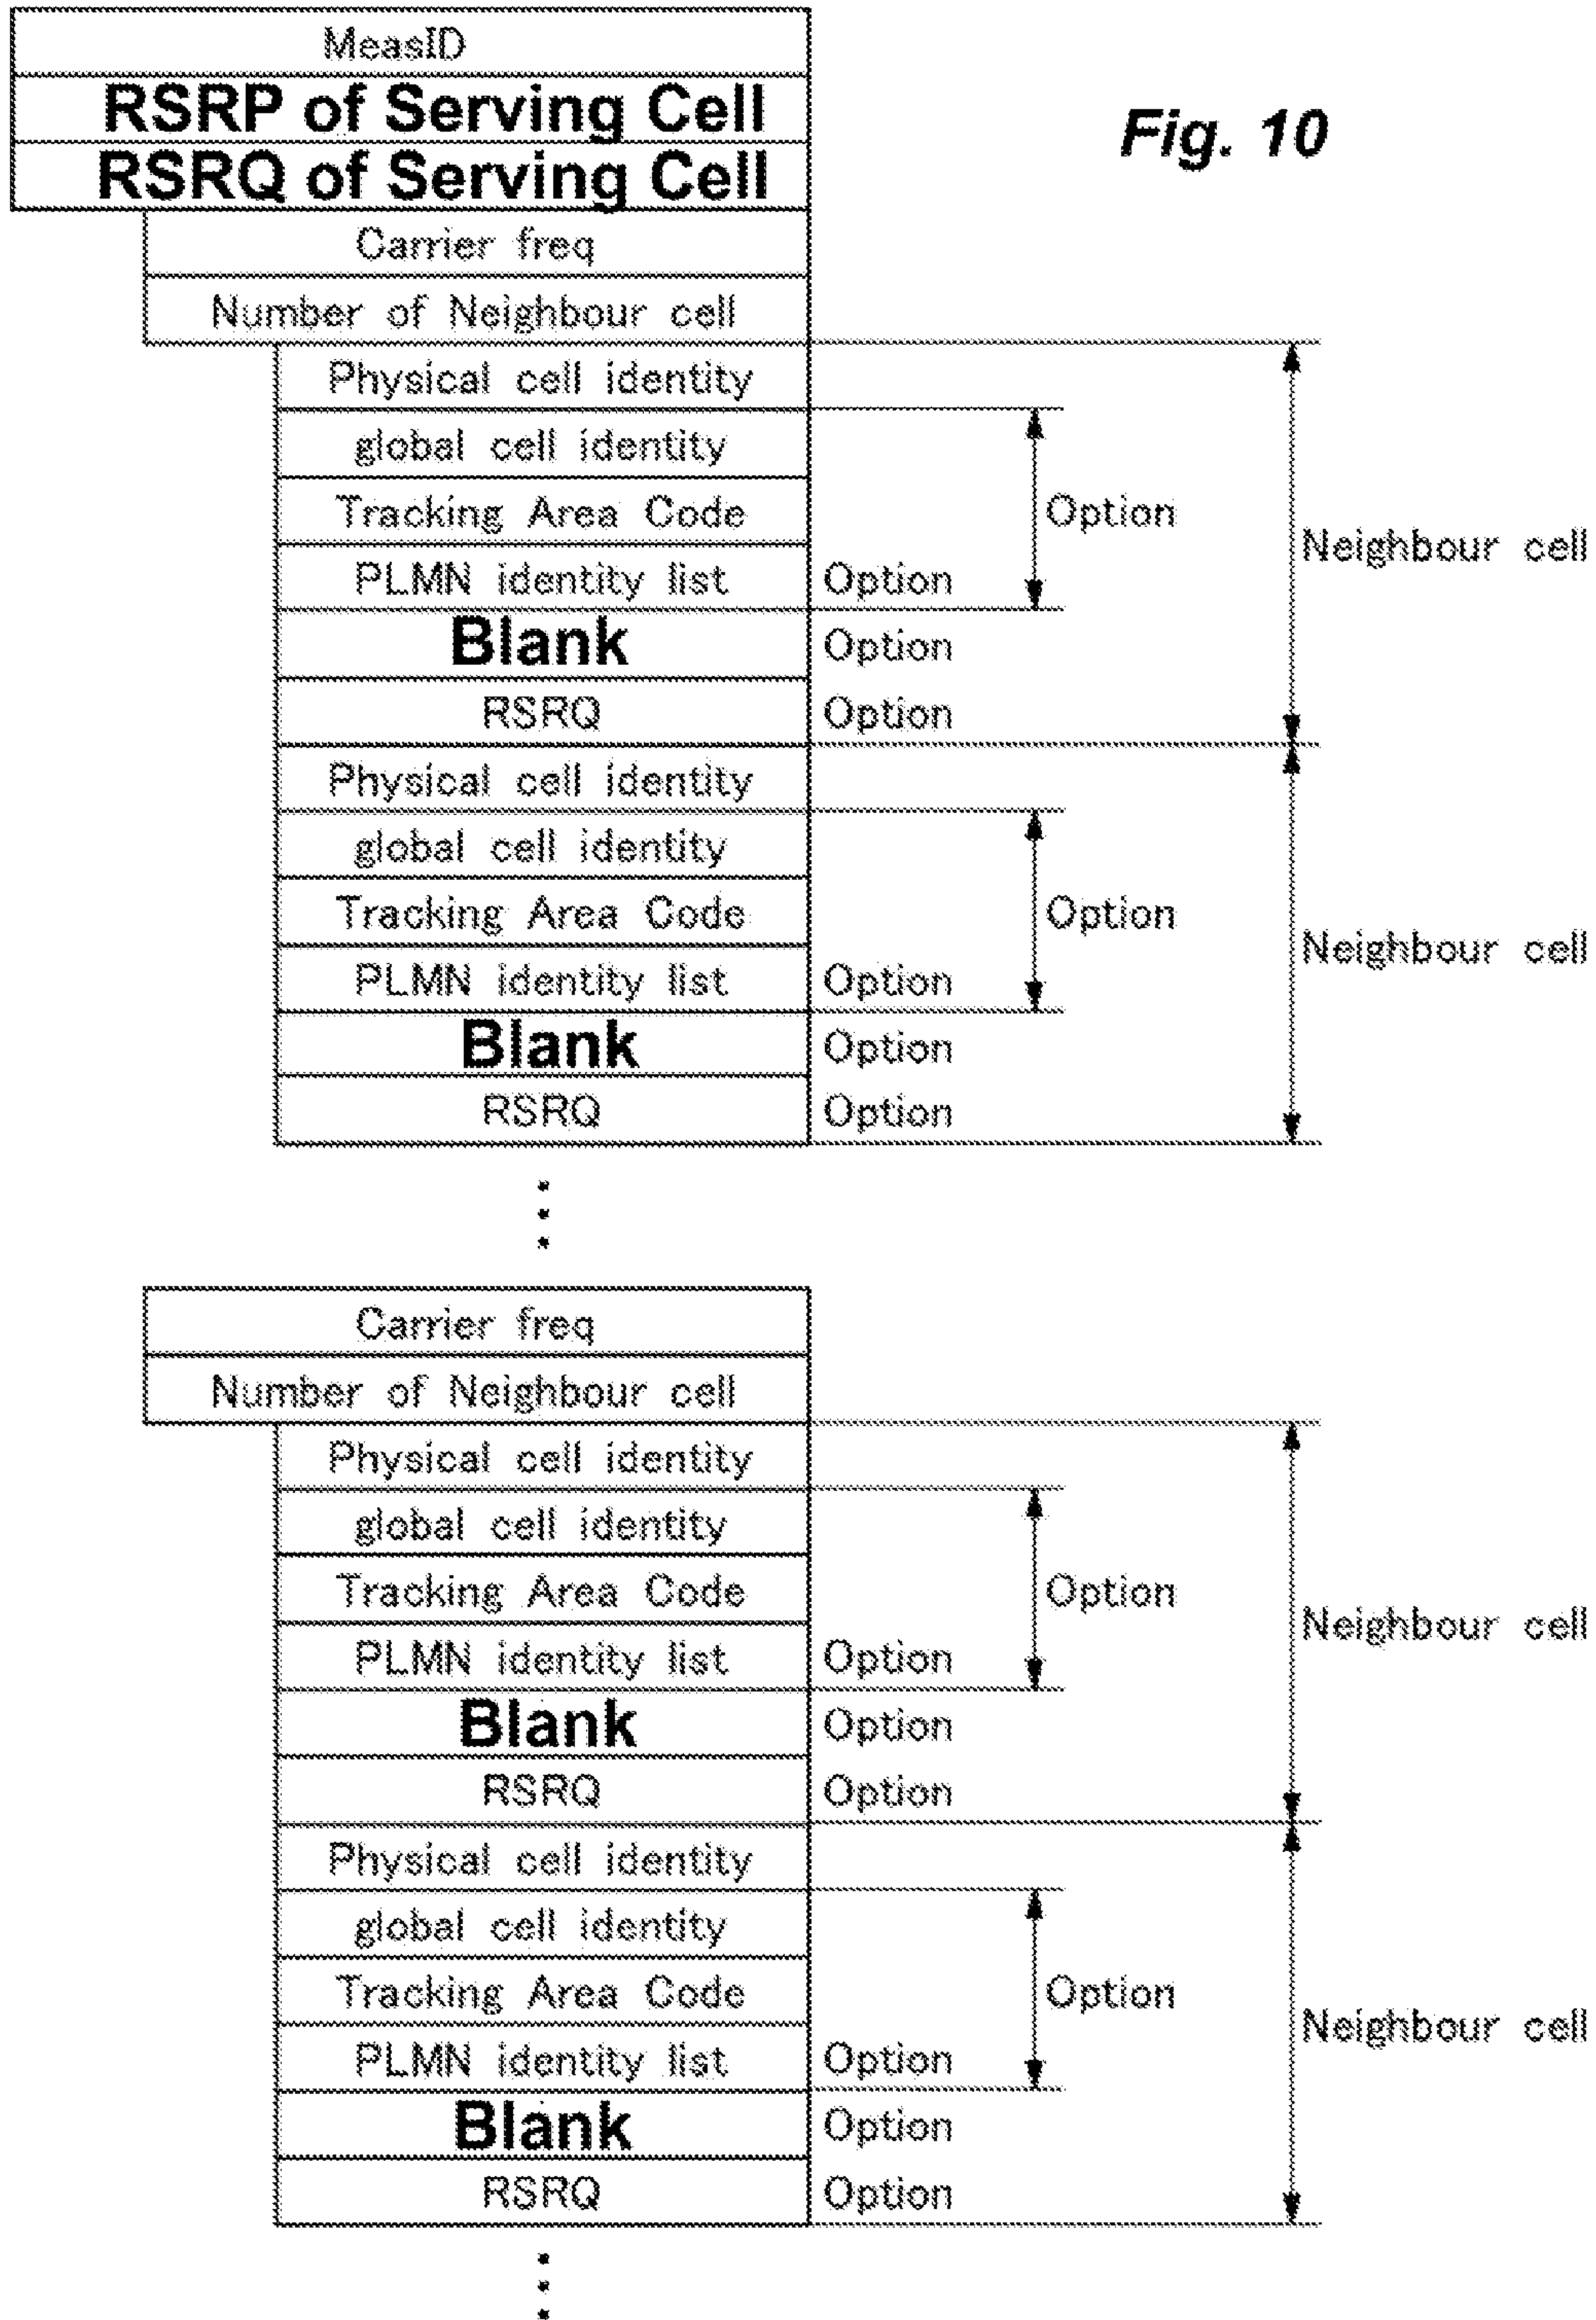 MeasID
RSRP of Serving Cell
Fig. 10
RSRQ of Serving Cell
Carrier freq
Number of Neighbour cell
Physical cell identity
global cell identity
Tracking Area Code
Option
Neighbour cell
PLMN identity list Option
Blank Option
RSRQ Option
Physical cell identity
global cell identity
Tracking Area Code
Option
Neighbour cell
PLMN identity list Option
Blank Option
RSRQ Option
Carrier freq
Number of Neighbour cell
Physical cell identity
global cell identity
Tracking Area Code
Option
Neighbour cell
PLMN identity list Option
Blank Option
RSRQ Option
Physical cell identity
global cell identity
Tracking Area Code
Option
Neighbour cell
PLMN identity list Option
Blank Option
RSRQ Option